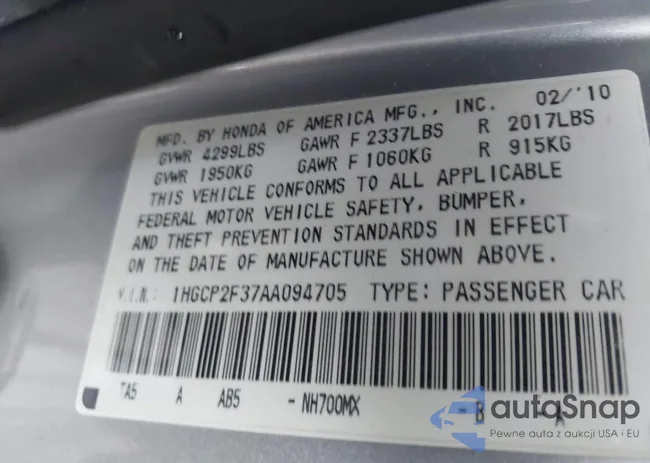 MFD. BY HONDA OF AMERICA MFG., INC. 02/'10
GVWR 4299LBS GAWR F 2337LBS R 2017LBS
GVWR 1950KG GAWR F 1060KG R 915KG
THIS VEHICLE CONFORMS TO ALL APPLICABLE
FEDERAL MOTOR VEHICLE SAFETY, BUMPER,
AND THEFT PREVENTION STANDARDS IN EFFECT
ON THE DATE OF MANUFACTURE SHOWN ABOVE.
V.I.N.: 1HGCP2F37AA094705 TYPE: PASSENGER CAR
TA5 A AB5 -NH700MX -B -A
autoSnap
Pewne auta z aukcji USA i EU